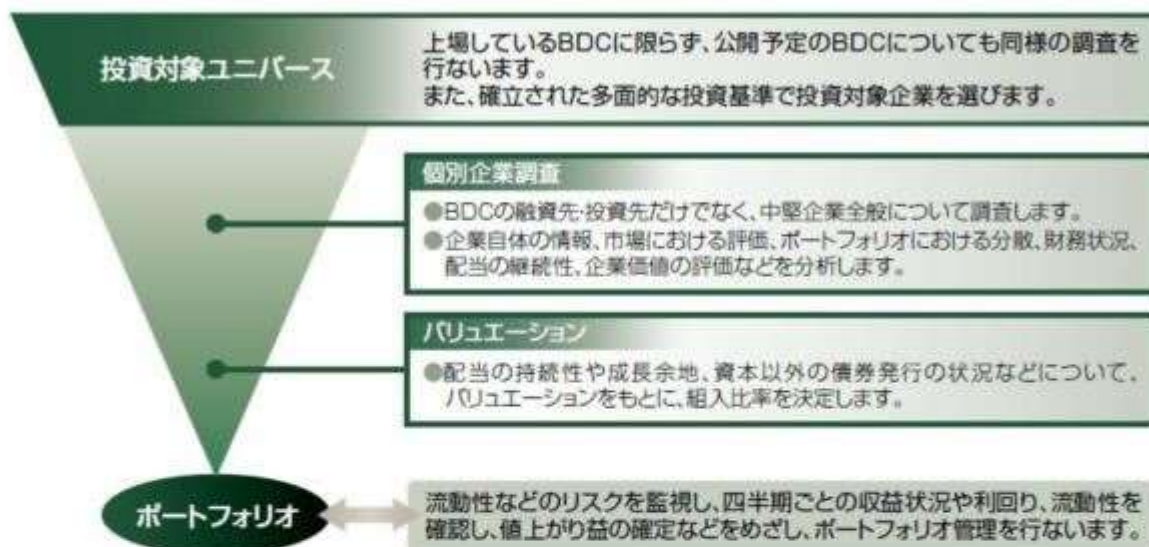 投資対象ユニバース
上場しているBDCに限らず、公開予定のBDCについても同様の調査を
行ないます。
また、確立された多面的な投資基準で投資対象企業を選びます。
個別企業調査
●BDCの融資先・投資先だけでなく、中堅企業全般について調査します。
●企業自体の情報、市場における評価、ポートフォリオにおける分散、財務状況、
配当の継続性、企業価値の評価などを分析します。
バリュエーション
●配当の持続性や成長余地、資本以外の債券発行の状況などについて、
バリュエーションをもとに、組入比率を決定します。
ポートフォリオ
流動性などのリスクを監視し、四半期ごとの収益状況や利回り、流動性を
確認し、値上がり益の確定などをめざし、ポートフォリオ管理を行ないます。